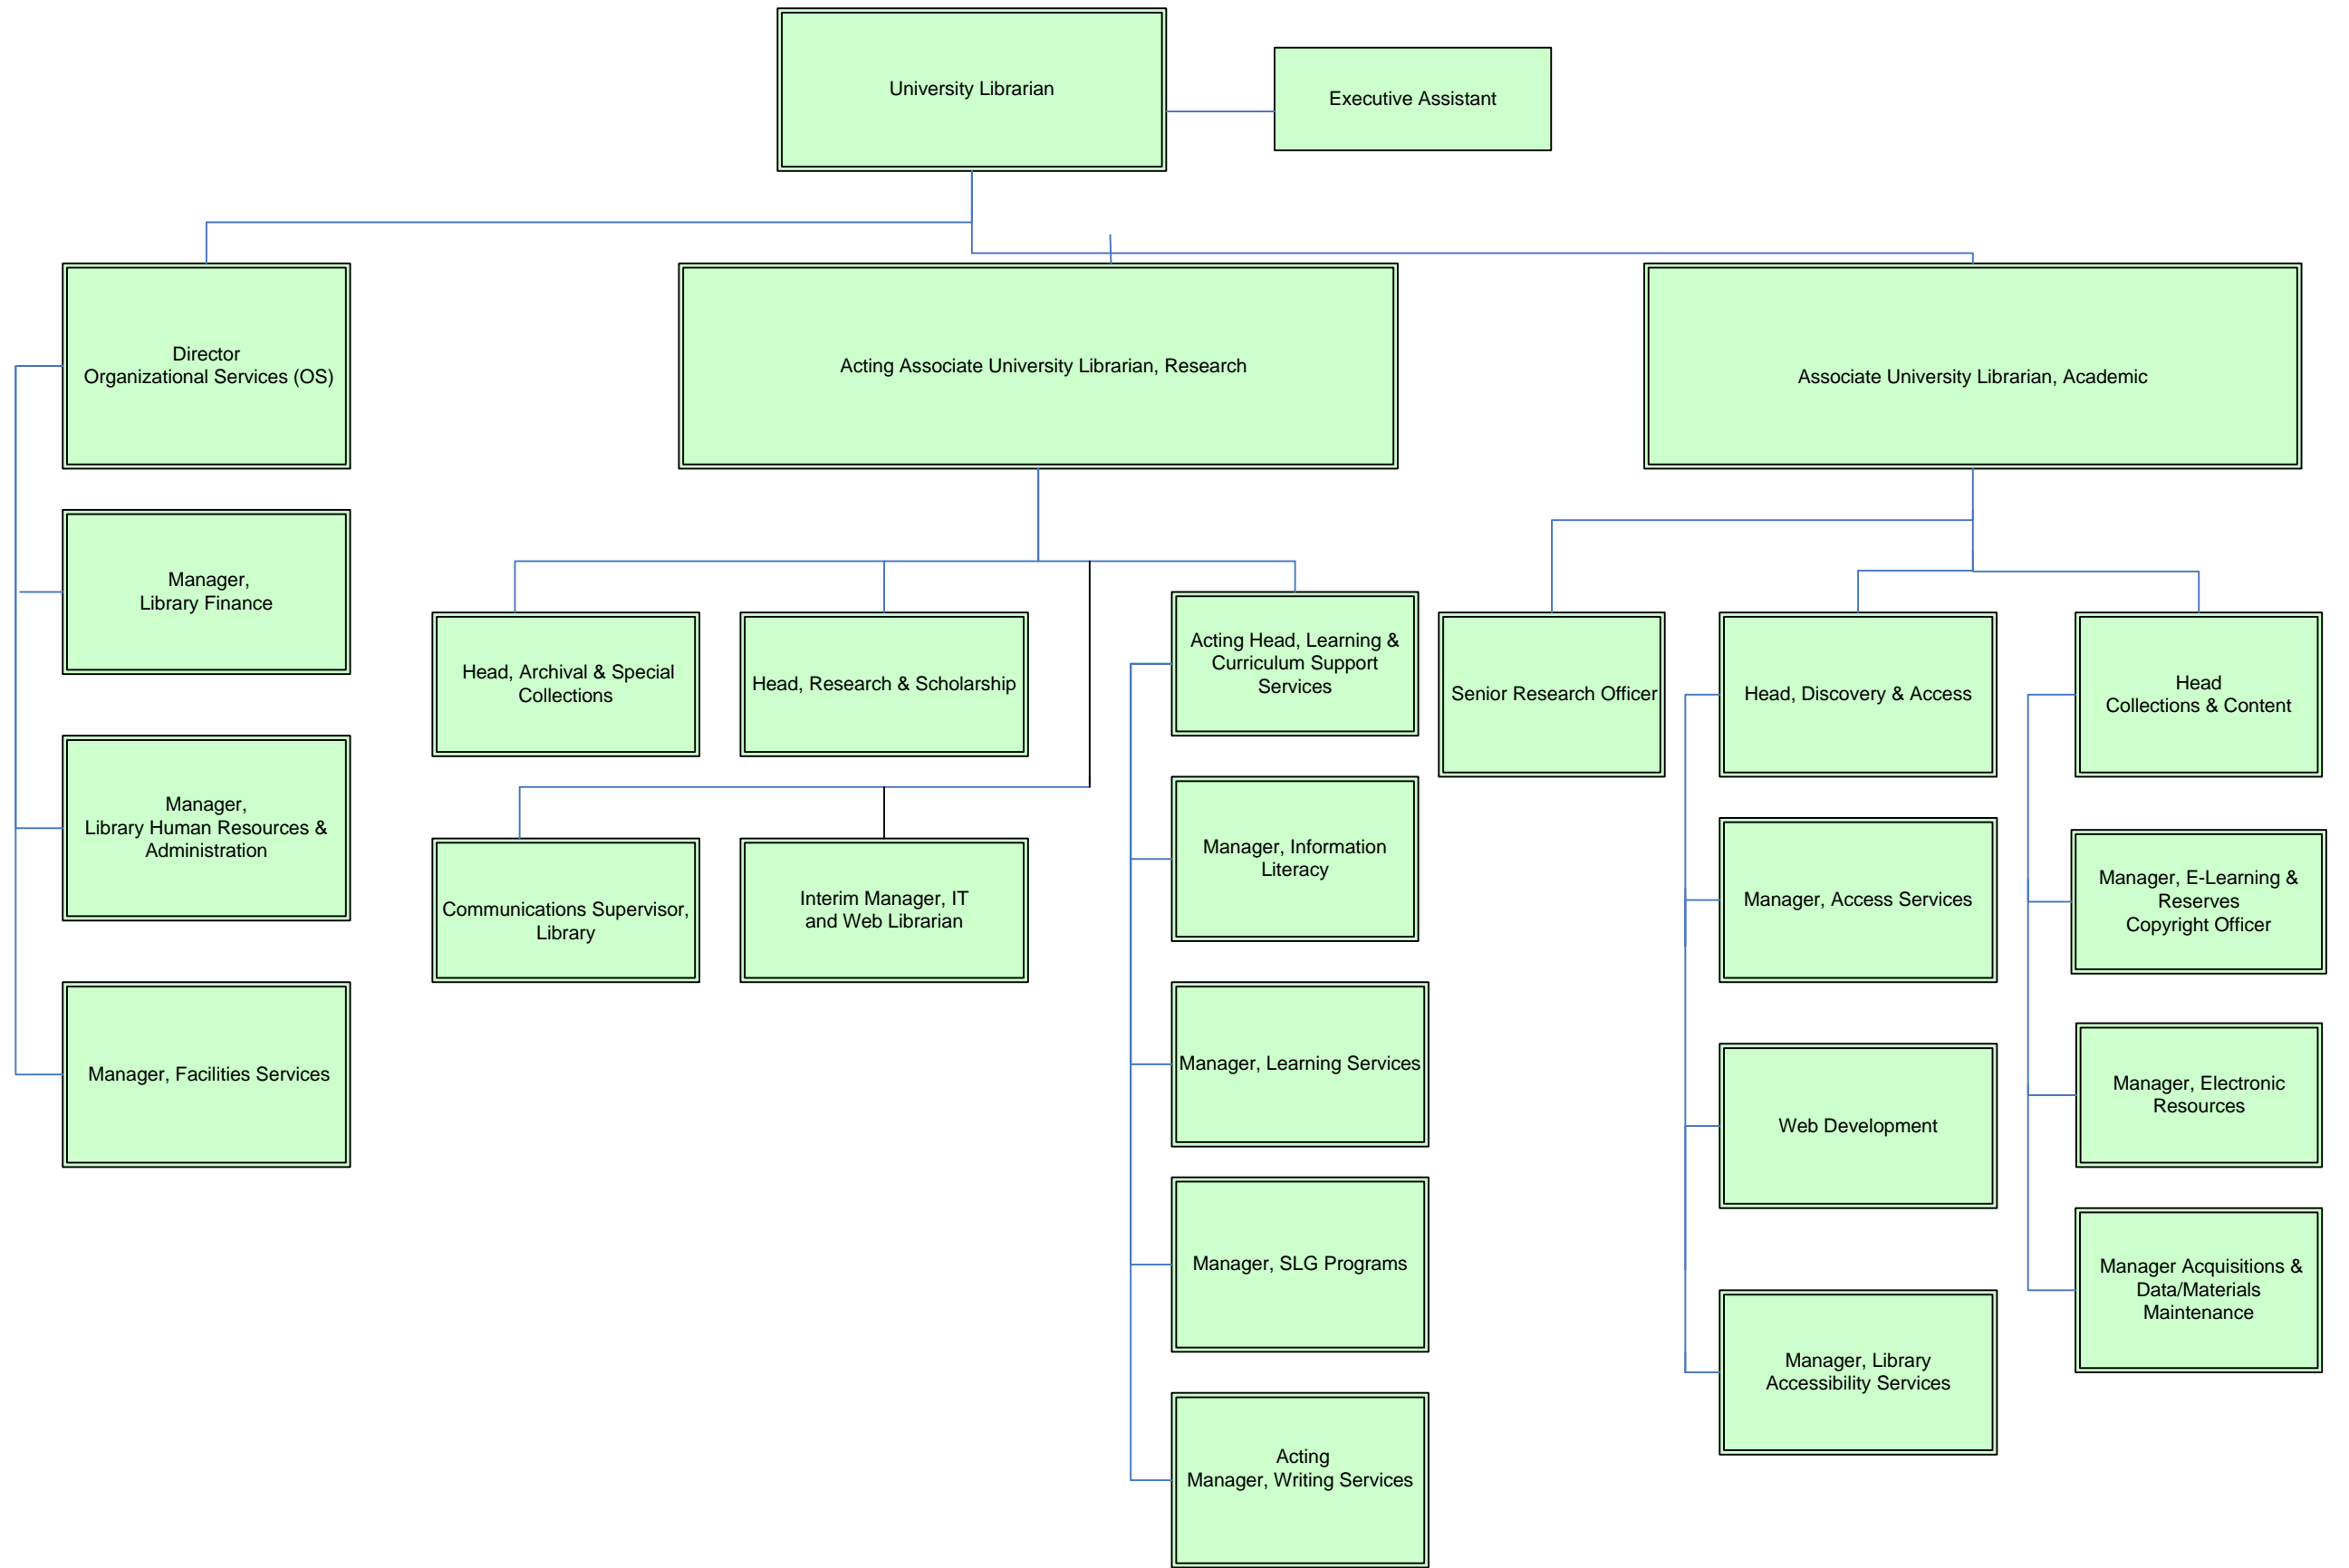 University Librarian
Executive Assistant
Director
Organizational Services (OS)
Acting Associate University Librarian, Research
Associate University Librarian, Academic
Manager,
Library Finance
Manager,
Library Human Resources &
Administration
Manager, Facilities Services
Head, Archival & Special
Collections
Head, Research & Scholarship
Communications Supervisor,
Library
Interim Manager, IT
and Web Librarian
Acting Head, Learning &
Curriculum Support
Services
Manager, Information
Literacy
Manager, Learning Services
Manager, SLG Programs
Acting
Manager, Writing Services
Senior Research Officer
Head, Discovery & Access
Manager, Access Services
Web Development
Manager, Library
Accessibility Services
Head
Collections & Content
Manager, E-Learning &
Reserves
Copyright Officer
Manager, Electronic
Resources
Manager Acquisitions &
Data/Materials
Maintenance